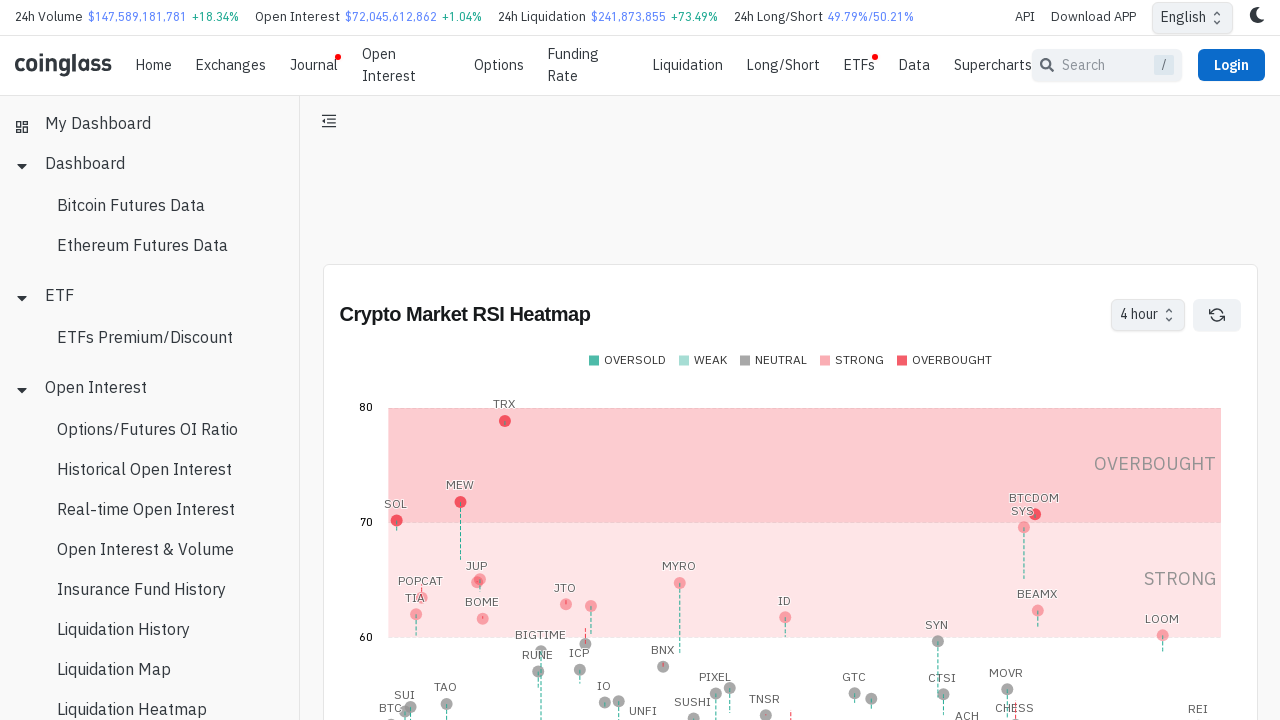 24h Volume $147,589,181,781 +18.34% Open Interest $72,045,612,862 +1.04% 24h Liquidation $241,873,855 +73.49% 24h Long/Short 49.79%/50.21% API Download APP English
coinglass Home Exchanges Journal Open Interest Options Funding Rate Liquidation Long/Short ETFs Data Supercharts Search / Login
My Dashboard
Dashboard
Bitcoin Futures Data
Ethereum Futures Data
ETF
ETFs Premium/Discount
Open Interest
Options/Futures OI Ratio
Historical Open Interest
Real-time Open Interest
Open Interest & Volume
Insurance Fund History
Liquidation History
Liquidation Map
Liquidation Heatmap
Crypto Market RSI Heatmap 4 hour
OVERSOLD WEAK NEUTRAL STRONG OVERBOUGHT
80
TRX
OVERBOUGHT
MEW
SOL
BTCDOM
SYS
70
JUP
MYRO
POPCAT
STRONG
JTO
TIA
BOME
ID
BEAMX
LOOM
60
BIGTIME
SYN
RUNE
ICP
BNX
MOVR
PIXEL
GTC
CTSI
TAO
IO
SUI
TNSR
SUSHI
BTC
UNFI
CHESS
REI
ACH